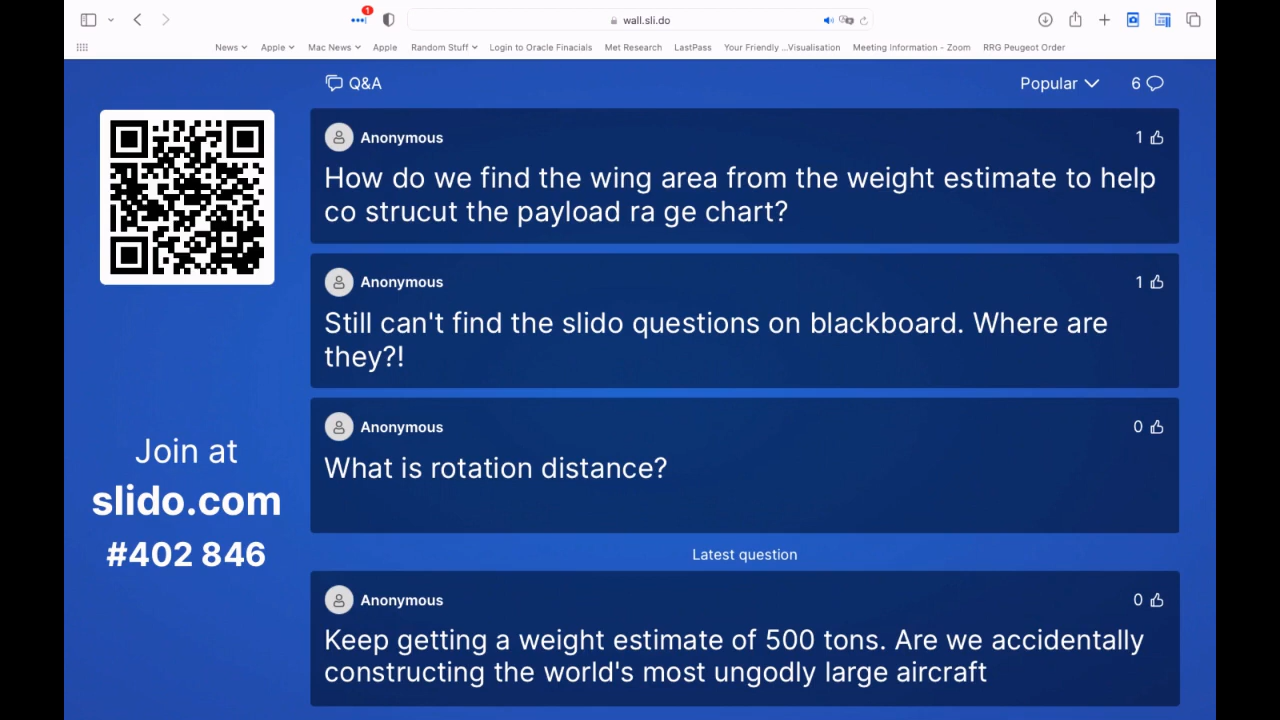 1
wall.sli.do
News Apple Mac News Apple Random Stuff Login to Oracle Finacials Met Research LastPass Your Friendly ...Visualisation Meeting Information - Zoom RRG Peugeot Order
Q&A
Popular 6
Anonymous 1
How do we find the wing area from the weight estimate to help
co strucut the payload ra ge chart?
Anonymous 1
Still can't find the slido questions on blackboard. Where are
they?!
Anonymous 0
What is rotation distance?
Join at
slido.com
#402 846
Latest question
Anonymous 0
Keep getting a weight estimate of 500 tons. Are we accidentally
constructing the world's most ungodly large aircraft